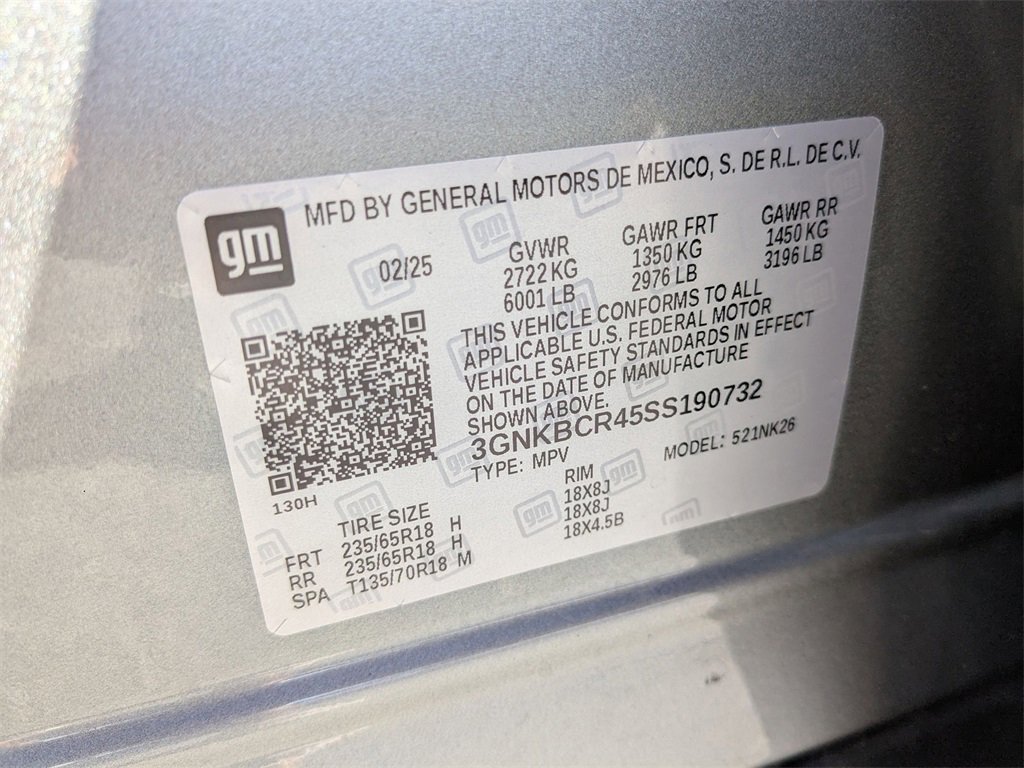 gm
MFD BY GENERAL MOTORS DE MEXICO, S. DE R.L. DE C.V.
02/25
GVWR
2722 KG
6001 LB
GAWR FRT
1350 KG
2976 LB
GAWR RR
1450 KG
3196 LB
THIS VEHICLE CONFORMS TO ALL
APPLICABLE U.S. FEDERAL MOTOR
VEHICLE SAFETY STANDARDS IN EFFECT
ON THE DATE OF MANUFACTURE
SHOWN ABOVE.
3GNKBCR45SS190732
TYPE: MPV
MODEL: 521NK26
130H
TIRE SIZE
RIM
FRT 235/65R18 H 18X8J
RR 235/65R18 H 18X8J
SPA T135/70R18 M 18X4.5B